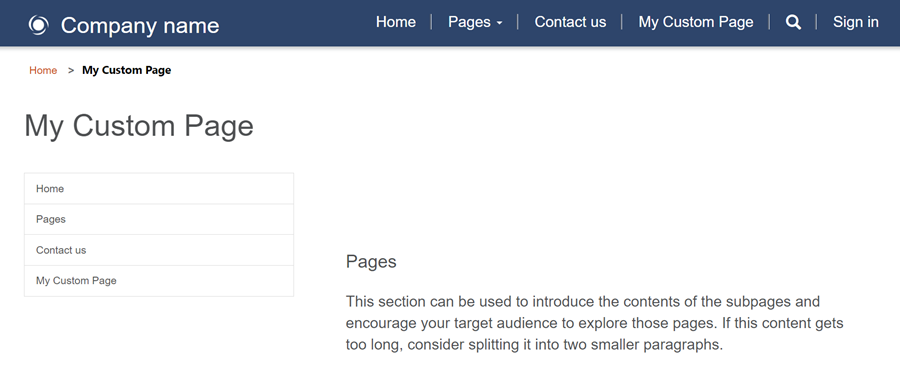 Company name
Home Pages Contact us My Custom Page Sign in
Home > My Custom Page
My Custom Page
Home
Pages
Contact us
My Custom Page
Pages
This section can be used to introduce the contents of the subpages and
encourage your target audience to explore those pages. If this content gets
too long, consider splitting it into two smaller paragraphs.